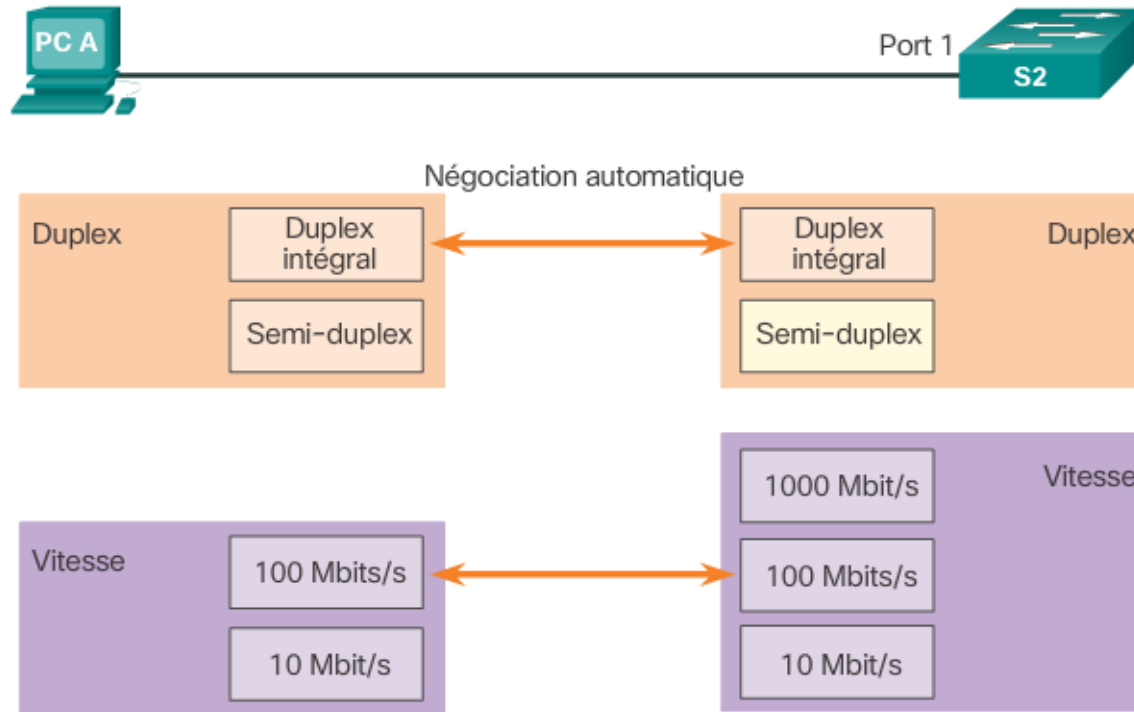 PC A
Port 1
S2
Négociation automatique
Duplex
Duplex
intégral
Semi-duplex
Duplex
intégral
Semi-duplex
Duplex
Vitesse
100 Mbits/s
10 Mbit/s
1000 Mbit/s
100 Mbits/s
10 Mbit/s
Vitesse